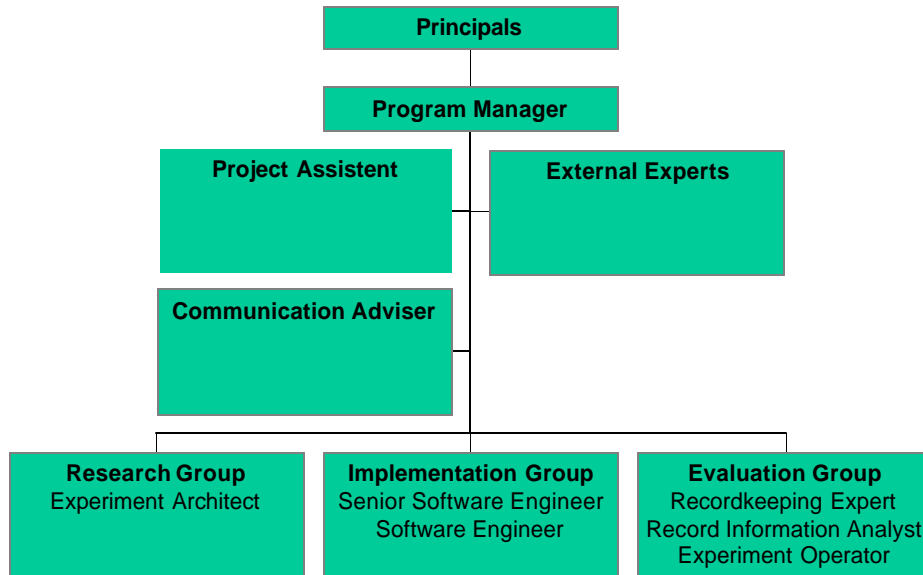 Principals
Program Manager
Project Assistent
External Experts
Communication Adviser
Research Group
Experiment Architect
Implementation Group
Senior Software Engineer
Software Engineer
Evaluation Group
Recordkeeping Expert
Record Information Analyst
Experiment Operator